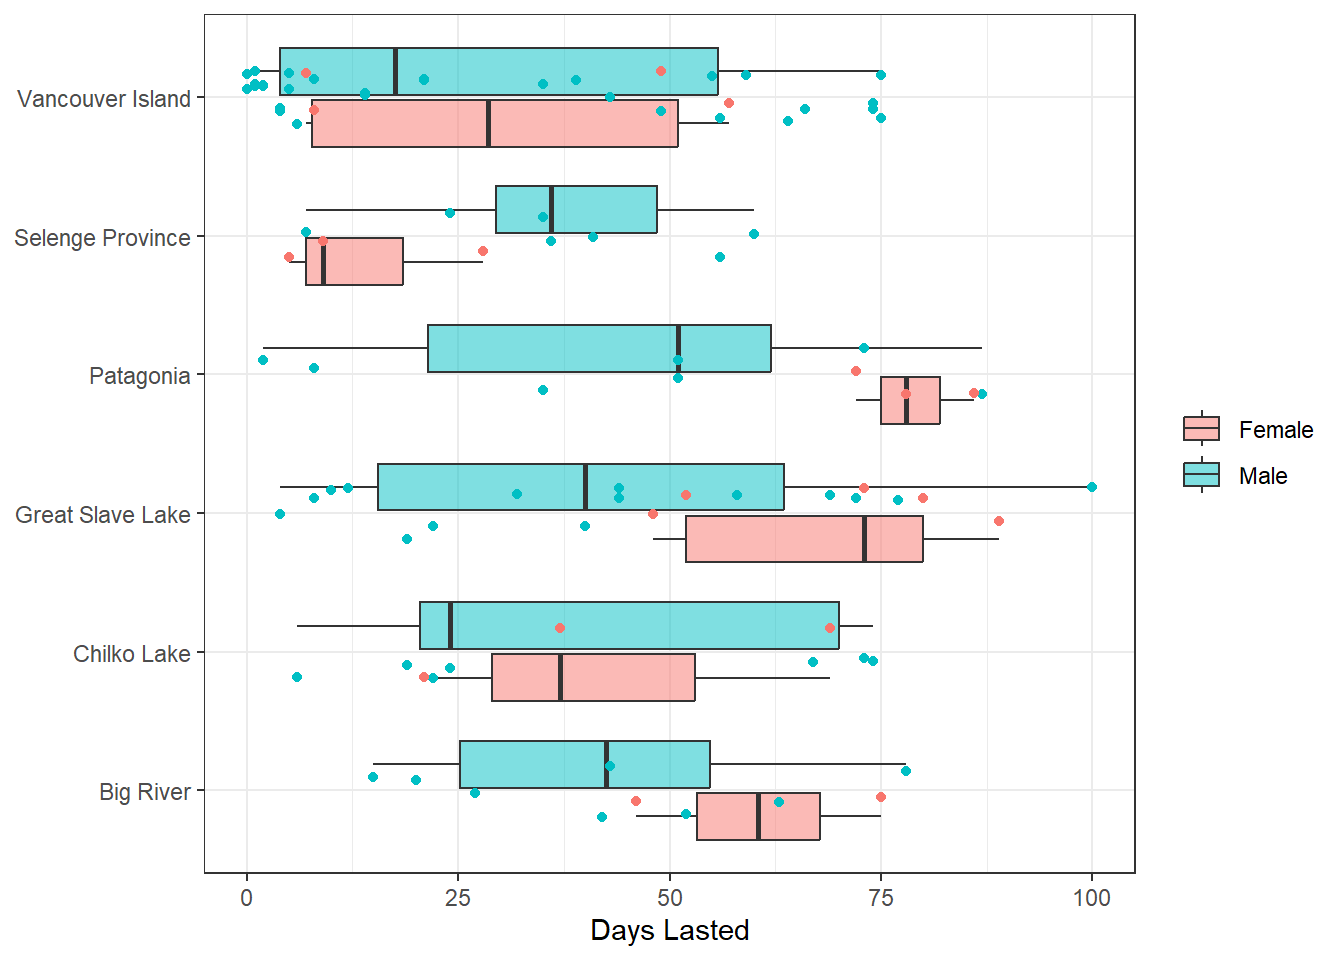 Vancouver Island
Selenge Province
Patagonia
Great Slave Lake
Chilko Lake
Big River
0 25 50 75 100
Days Lasted
Female
Male